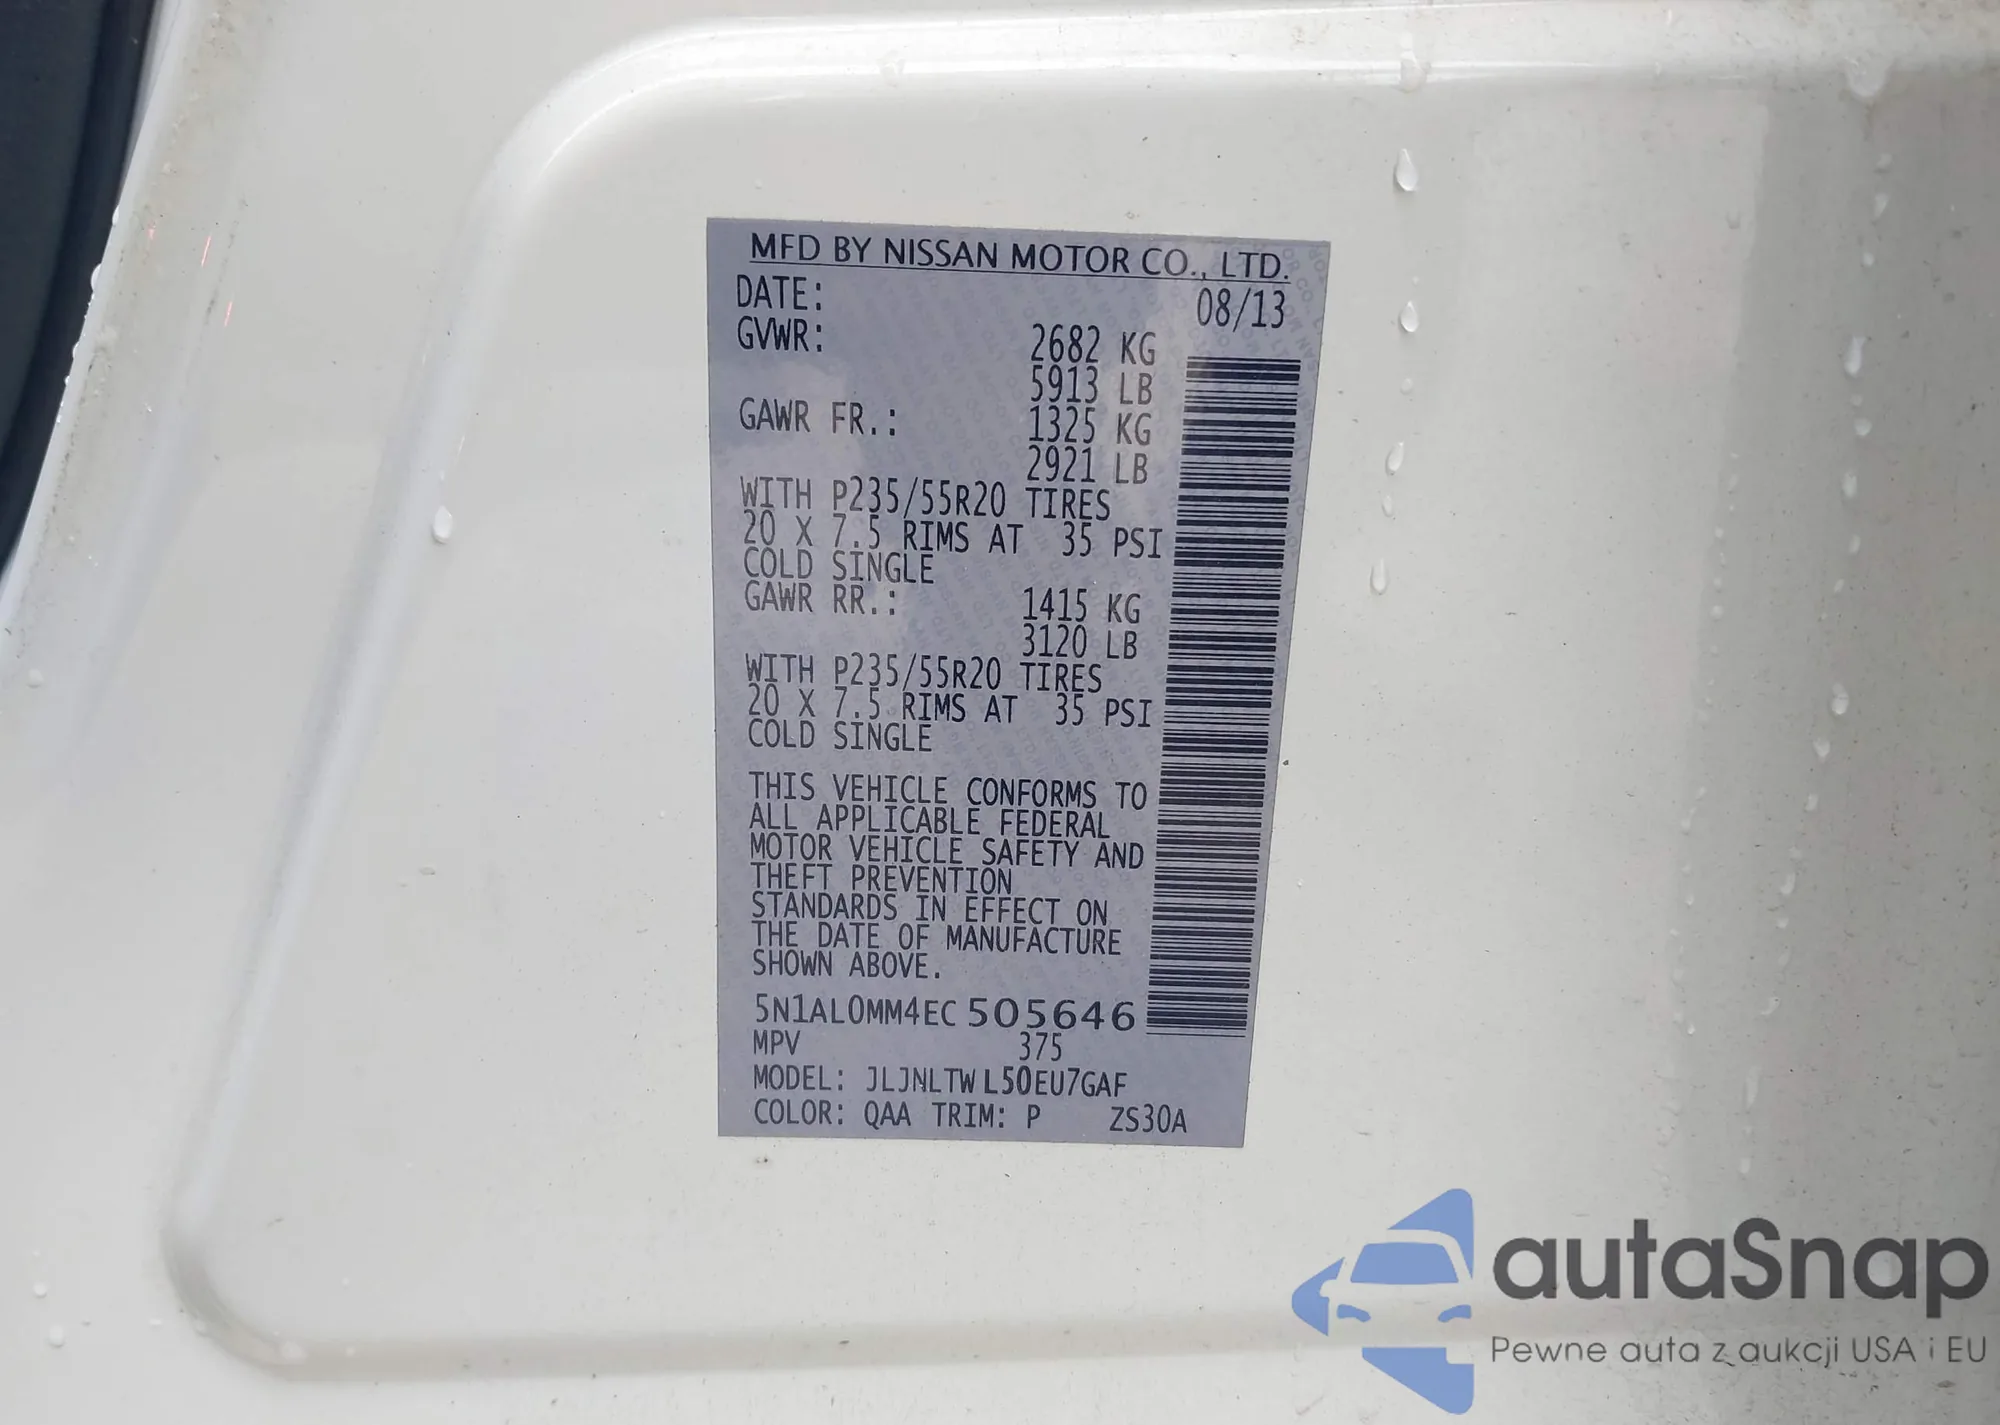 MFD BY NISSAN MOTOR CO., LTD.
DATE: 08/13
GVWR: 2682 KG
5913 LB
GAWR FR.: 1325 KG
2921 LB
WITH P235/55R20 TIRES
20 X 7.5 RIMS AT 35 PSI
COLD SINGLE
GAWR RR.: 1415 KG
3120 LB
WITH P235/55R20 TIRES
20 X 7.5 RIMS AT 35 PSI
COLD SINGLE
THIS VEHICLE CONFORMS TO
ALL APPLICABLE FEDERAL
MOTOR VEHICLE SAFETY AND
THEFT PREVENTION
STANDARDS IN EFFECT ON
THE DATE OF MANUFACTURE
SHOWN ABOVE.
5N1AL0MM4EC 505646
MPV 375
MODEL: JLJNLTW L50EU7GAF
COLOR: QAA TRIM: P ZS30A
autaSnap
Pewne auta z aukcji USA i EU